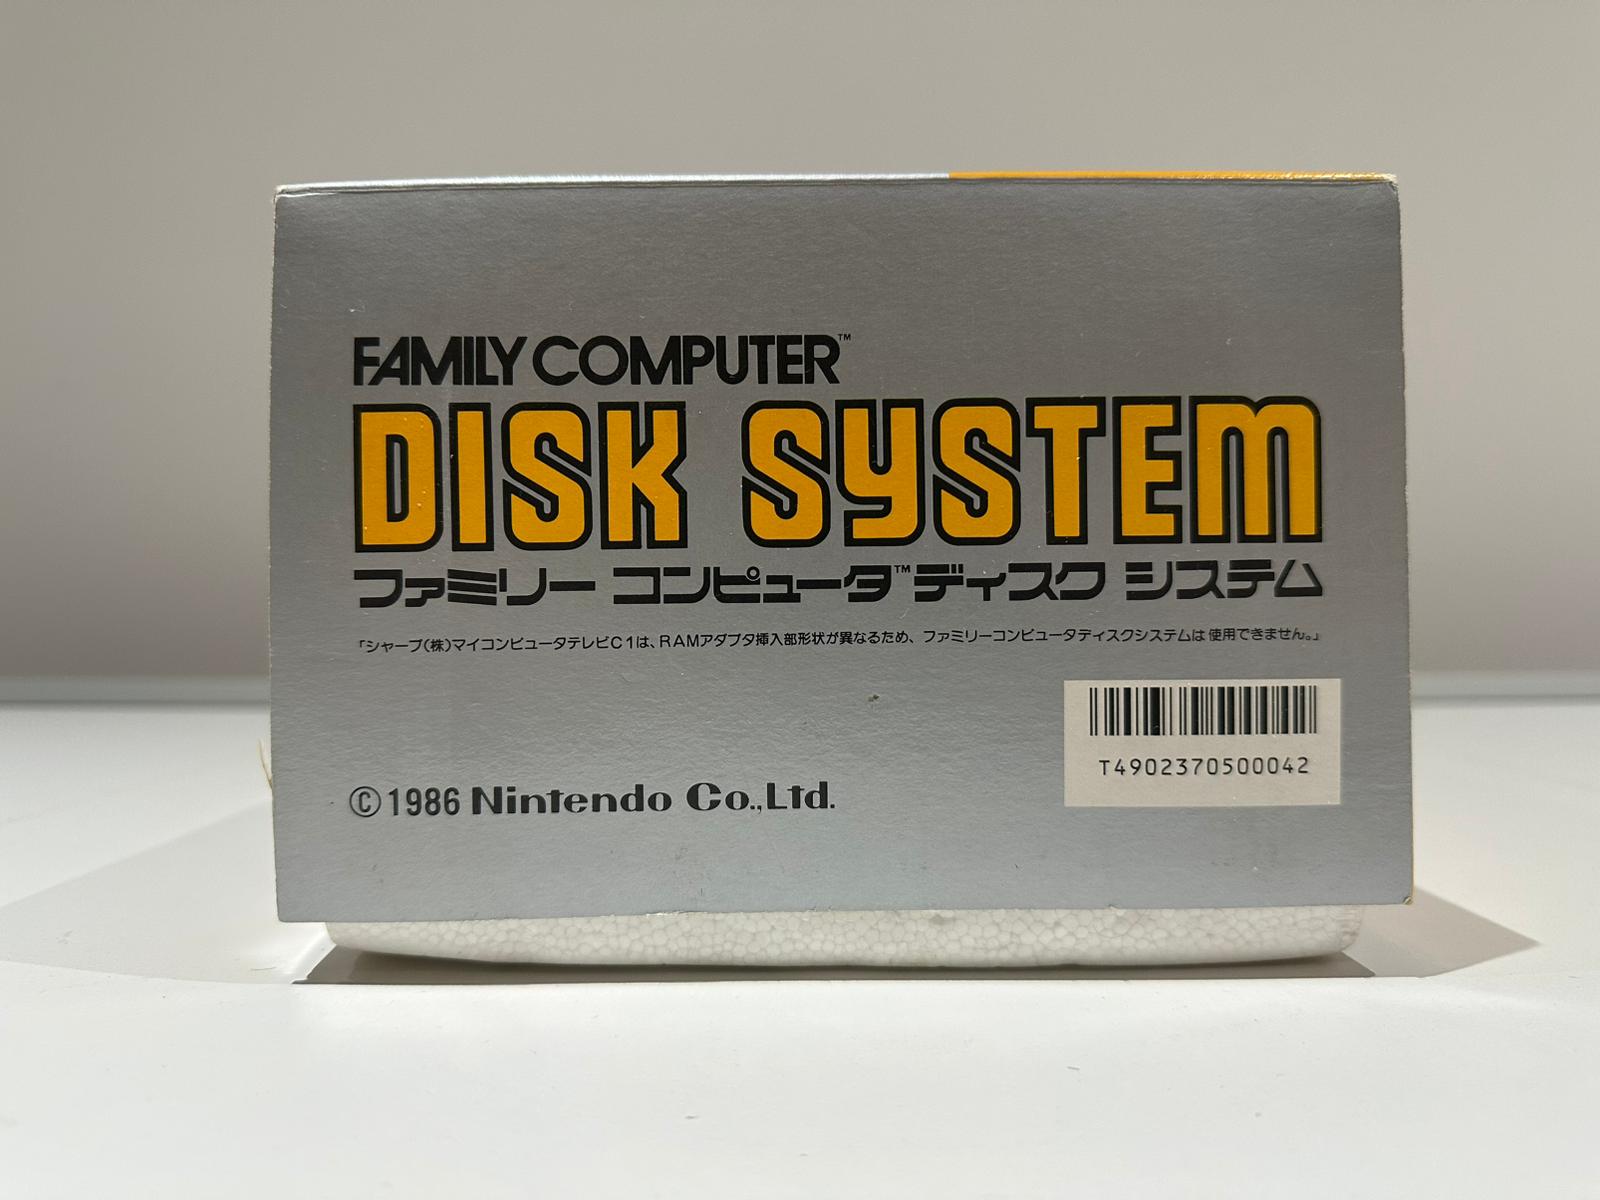 FAMILY COMPUTER™
DISK SYSTEM
ファミリー コンピュータ™ ディスク システム
「シャープ(株)マイコンピュータテレビC1は、RAMアダプタ挿入部形状が異なるため、ファミリーコンピュータディスクシステムは使用できません。」
T4902370500042
©1986 Nintendo Co.,Ltd.